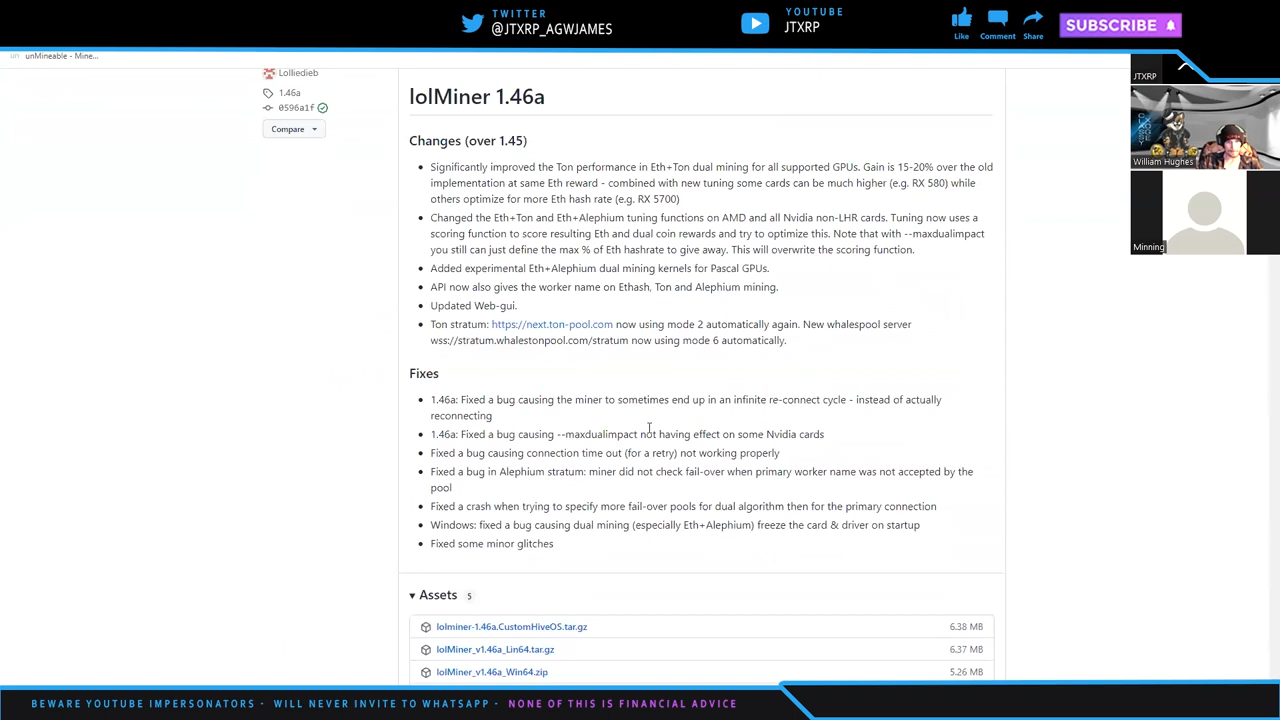 TWITTER
@JTXRP_AGWJAMES
YOUTUBE
JTXRP
Like
Comment
Share
SUBSCRIBE
unMineable - Mine...
Lolliedieb
1.46a
0596a1f
Compare
lolMiner 1.46a
Changes (over 1.45)
Significantly improved the Ton performance in Eth+Ton dual mining for all supported GPUs. Gain is 15-20% over the old
implementation at same Eth reward - combined with new tuning some cards can be much higher (e.g. RX 580) while
others optimize for more Eth hash rate (e.g. RX 5700)
Changed the Eth+Ton and Eth+Alephium tuning functions on AMD and all Nvidia non-LHR cards. Tuning now uses a
scoring function to score resulting Eth and dual coin rewards and try to optimize this. Note that with --maxdualimpact
you still can just define the max % of Eth hashrate to give away. This will overwrite the scoring function.
Added experimental Eth+Alephium dual mining kernels for Pascal GPUs.
API now also gives the worker name on Ethash, Ton and Alephium mining.
Updated Web-gui.
Ton stratum: https://next.ton-pool.com now using mode 2 automatically again. New whalespool server
wss://stratum.whalestonpool.com/stratum now using mode 6 automatically.
Fixes
1.46a: Fixed a bug causing the miner to sometimes end up in an infinite re-connect cycle - instead of actually
reconnecting
1.46a: Fixed a bug causing --maxdualimpact not having effect on some Nvidia cards
Fixed a bug causing connection time out (for a retry) not working properly
Fixed a bug in Alephium stratum: miner did not check fail-over when primary worker name was not accepted by the
pool
Fixed a crash when trying to specify more fail-over pools for dual algorithm then for the primary connection
Windows: fixed a bug causing dual mining (especially Eth+Alephium) freeze the card & driver on startup
Fixed some minor glitches
Assets 5
lolminer-1.46a.CustomHiveOS.tar.gz 6.38 MB
lolMiner_v1.46a_Lin64.tar.gz 6.37 MB
lolMiner_v1.46a_Win64.zip 5.26 MB
JTXRP
William Hughes
Minning
BEWARE YOUTUBE IMPERSONATORS - WILL NEVER INVITE TO WHATSAPP - NONE OF THIS IS FINANCIAL ADVICE